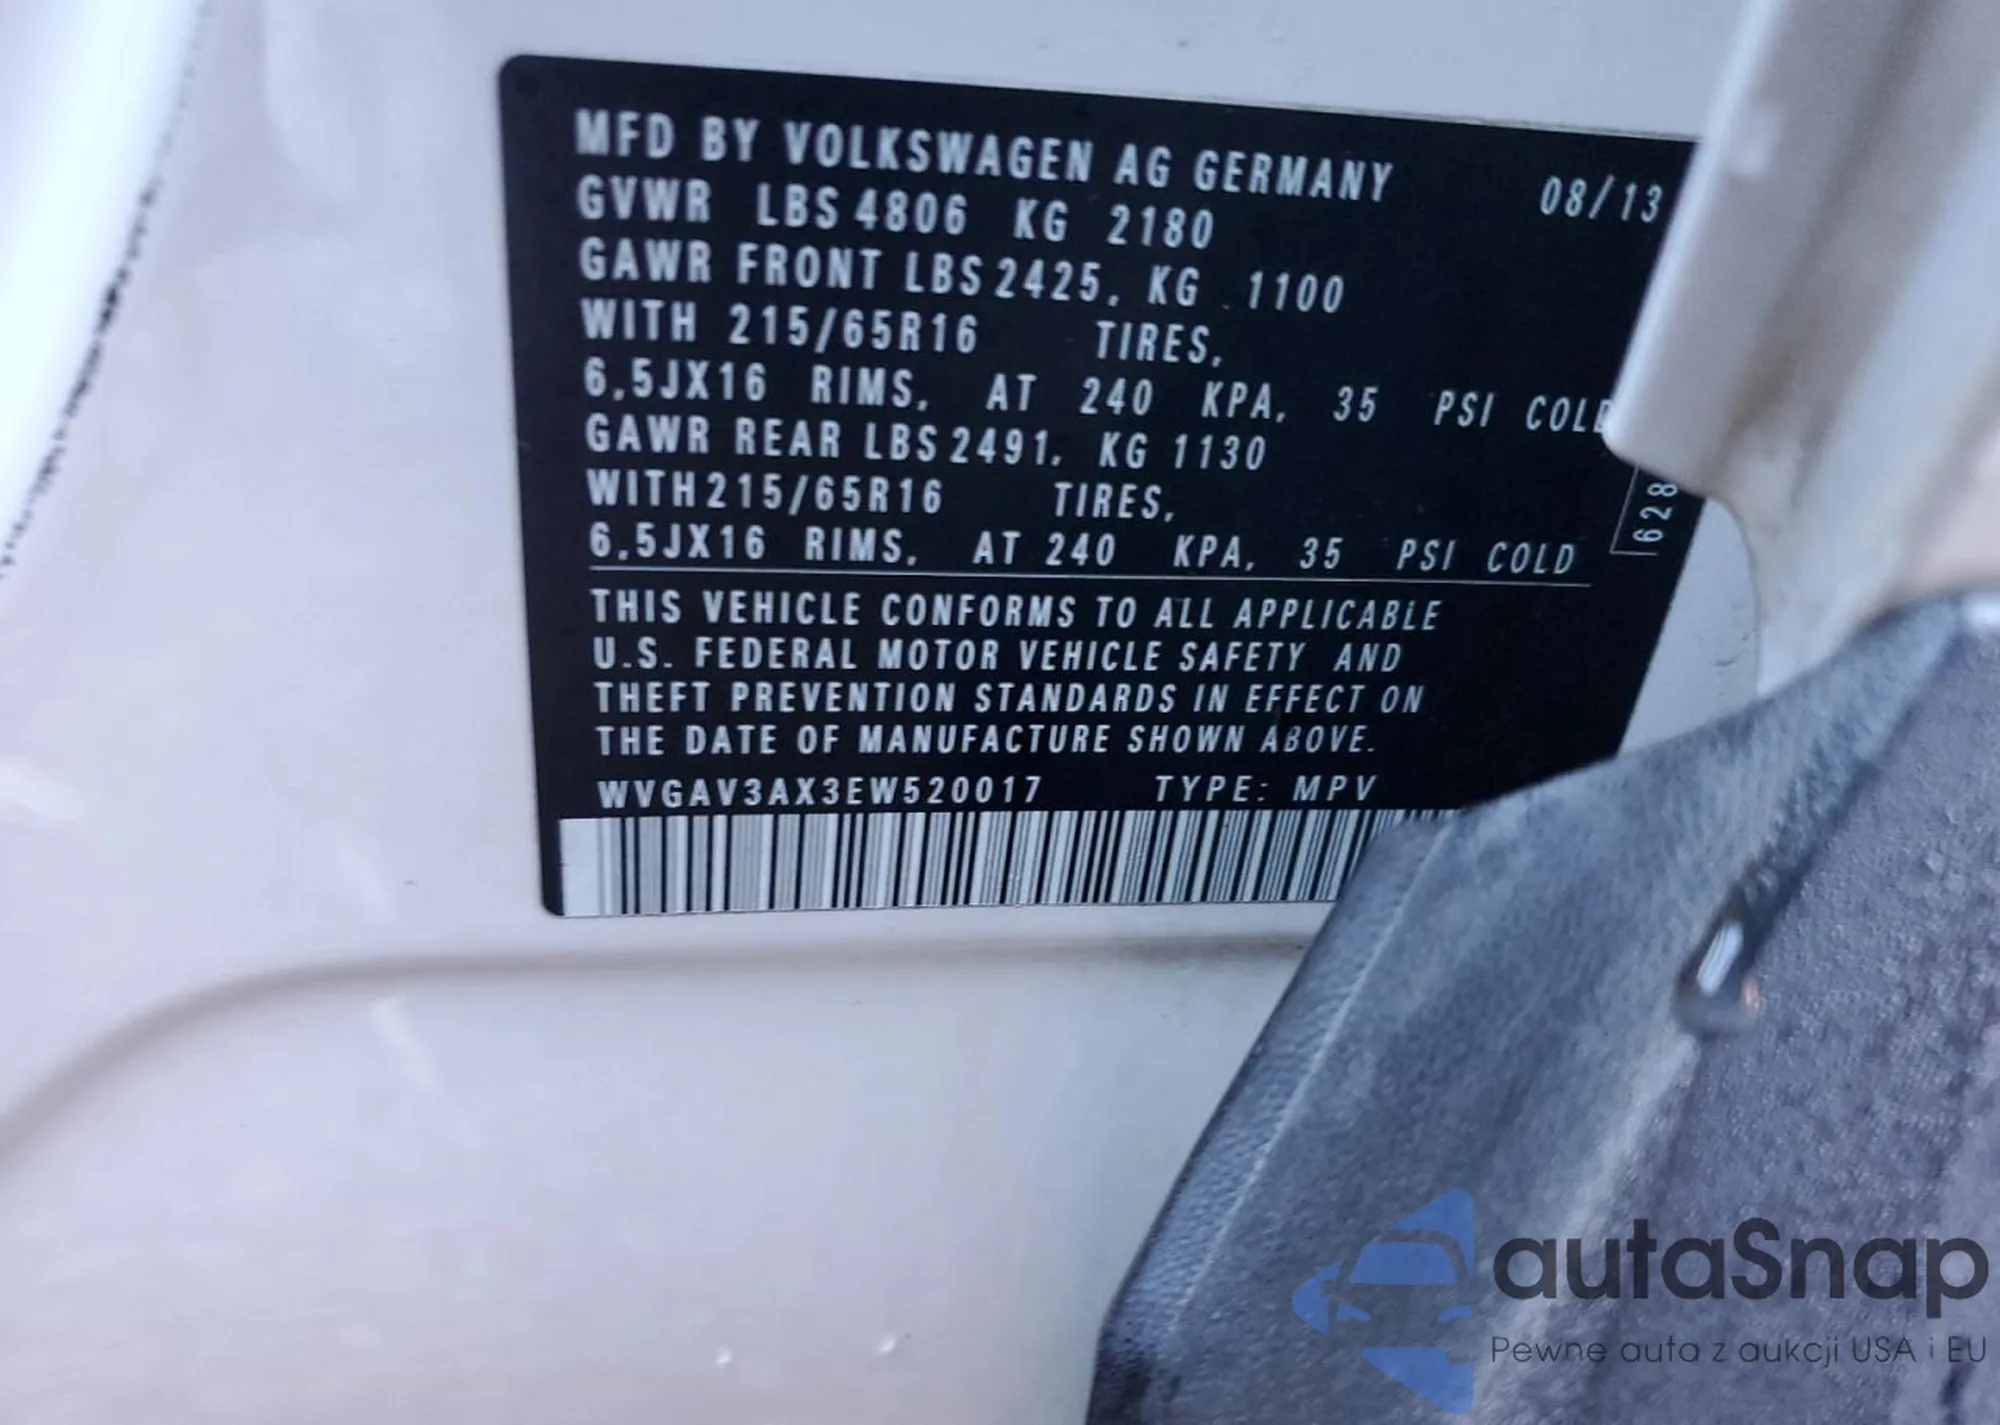 MFD BY VOLKSWAGEN AG GERMANY 08/13
GVWR LBS 4806 KG 2180
GAWR FRONT LBS 2425, KG 1100
WITH 215/65R16 TIRES,
6,5JX16 RIMS, AT 240 KPA, 35 PSI COLD
GAWR REAR LBS 2491, KG 1130
WITH 215/65R16 TIRES,
6,5JX16 RIMS, AT 240 KPA, 35 PSI COLD
628
THIS VEHICLE CONFORMS TO ALL APPLICABLE
U.S. FEDERAL MOTOR VEHICLE SAFETY AND
THEFT PREVENTION STANDARDS IN EFFECT ON
THE DATE OF MANUFACTURE SHOWN ABOVE.
WVGAV3AX3EW520017 TYPE: MPV
autaSnap
Pewne auta z aukcji USA i EU